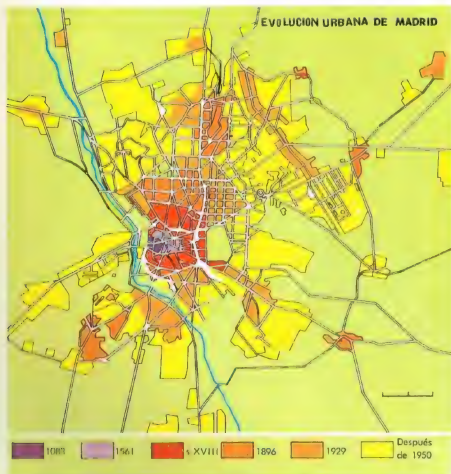 EVOLUCION URBANA DE MADRID
1083
1561
s. XVIII
1896
1929
Después
de 1950